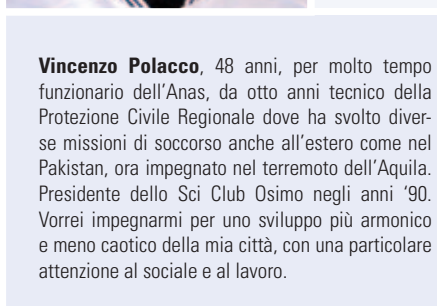 Vincenzo Polacco, 48 anni, per molto tempo
funzionario dell'Anas, da otto anni tecnico della
Protezione Civile Regionale dove ha svolto diver-
se missioni di soccorso anche all'estero come nel
Pakistan, ora impegnato nel terremoto dell'Aquila.
Presidente dello Sci Club Osimo negli anni '90.
Vorrei impegnarmi per uno sviluppo più armonico
e meno caotico della mia città, con una particolare
attenzione al sociale e al lavoro.